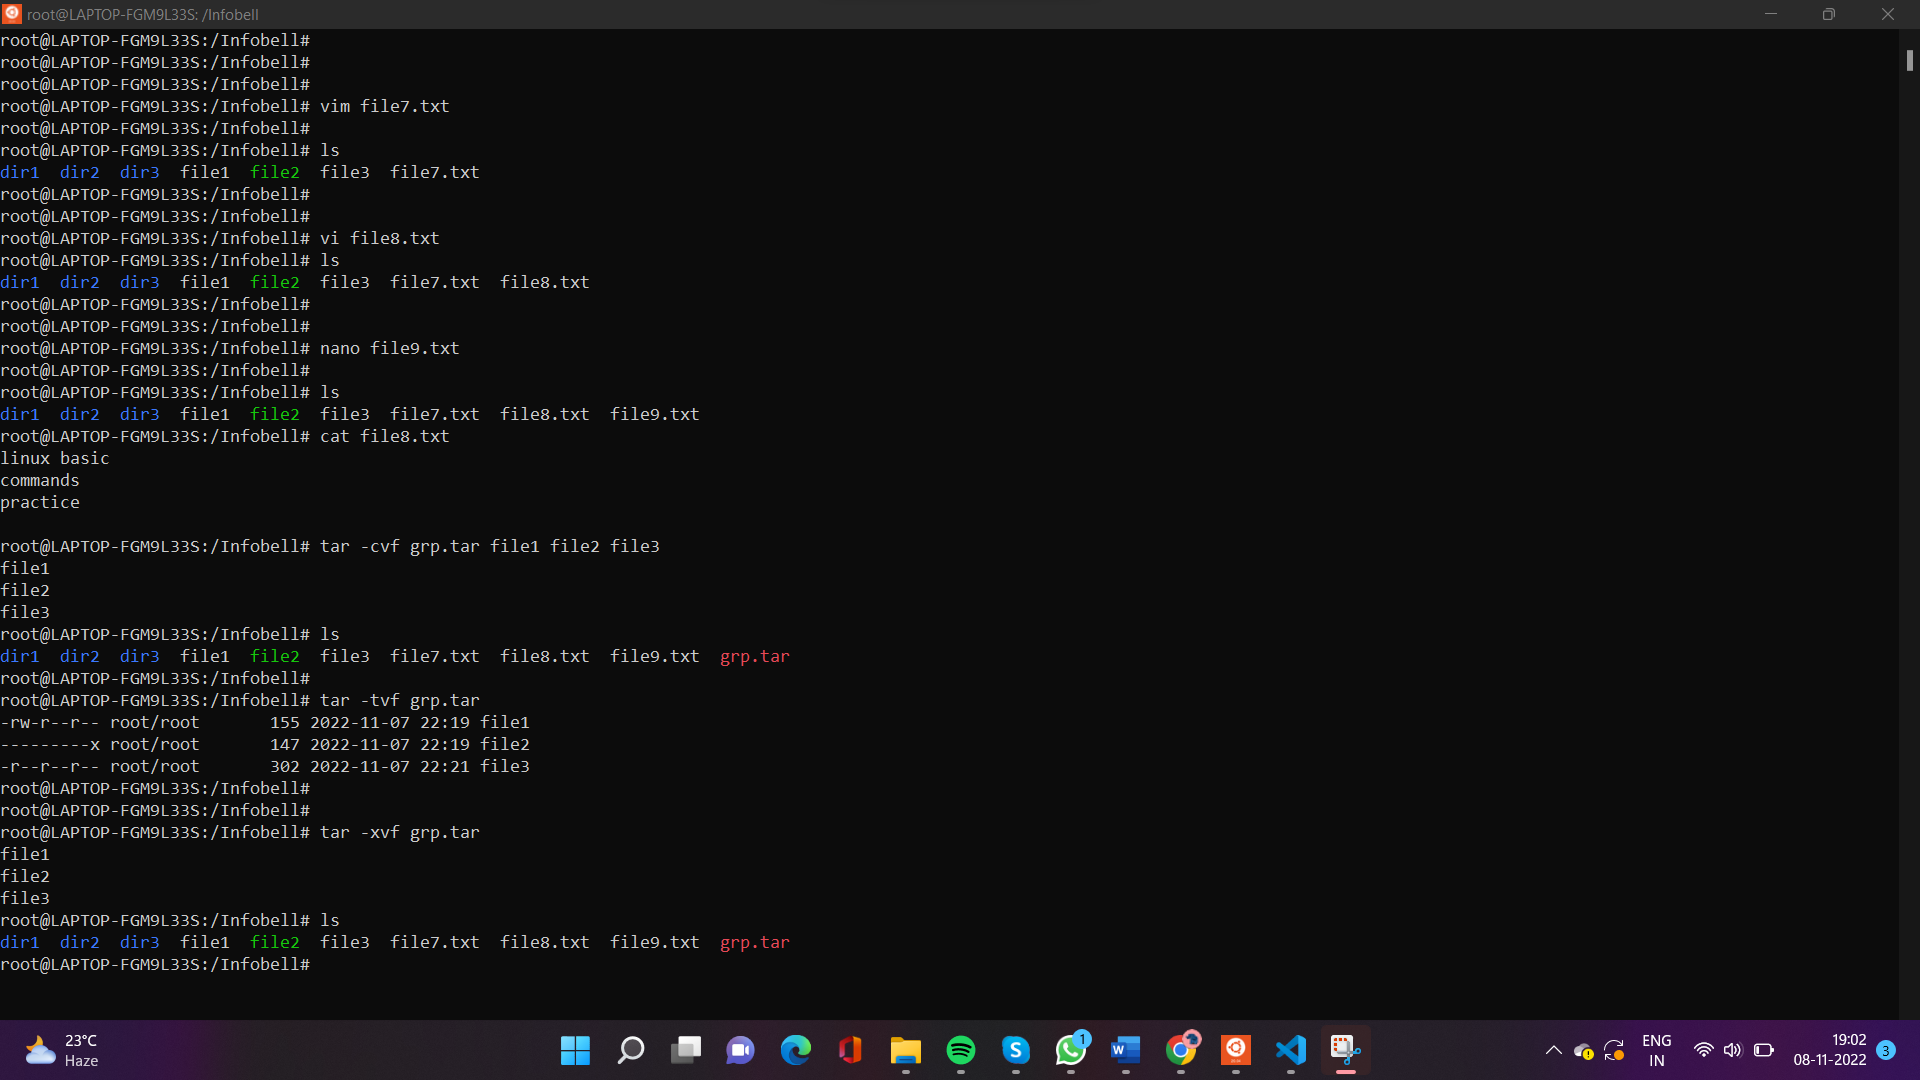 root@LAPTOP-FGM9L33S: /Infobell
root@LAPTOP-FGM9L33S:/Infobell#
root@LAPTOP-FGM9L33S:/Infobell#
root@LAPTOP-FGM9L33S:/Infobell#
root@LAPTOP-FGM9L33S:/Infobell# vim file7.txt
root@LAPTOP-FGM9L33S:/Infobell#
root@LAPTOP-FGM9L33S:/Infobell# ls
dir1  dir2  dir3  file1  file2  file3  file7.txt
root@LAPTOP-FGM9L33S:/Infobell#
root@LAPTOP-FGM9L33S:/Infobell#
root@LAPTOP-FGM9L33S:/Infobell# vi file8.txt
root@LAPTOP-FGM9L33S:/Infobell# ls
dir1  dir2  dir3  file1  file2  file3  file7.txt  file8.txt
root@LAPTOP-FGM9L33S:/Infobell#
root@LAPTOP-FGM9L33S:/Infobell#
root@LAPTOP-FGM9L33S:/Infobell# nano file9.txt
root@LAPTOP-FGM9L33S:/Infobell#
root@LAPTOP-FGM9L33S:/Infobell# ls
dir1  dir2  dir3  file1  file2  file3  file7.txt  file8.txt  file9.txt
root@LAPTOP-FGM9L33S:/Infobell# cat file8.txt
linux basic
commands
practice

root@LAPTOP-FGM9L33S:/Infobell# tar -cvf grp.tar file1 file2 file3
file1
file2
file3
root@LAPTOP-FGM9L33S:/Infobell# ls
dir1  dir2  dir3  file1  file2  file3  file7.txt  file8.txt  file9.txt  grp.tar
root@LAPTOP-FGM9L33S:/Infobell#
root@LAPTOP-FGM9L33S:/Infobell# tar -tvf grp.tar
-rw-r--r-- root/root       155 2022-11-07 22:19 file1
---------x root/root       147 2022-11-07 22:19 file2
-r--r--r-- root/root       302 2022-11-07 22:21 file3
root@LAPTOP-FGM9L33S:/Infobell#
root@LAPTOP-FGM9L33S:/Infobell#
root@LAPTOP-FGM9L33S:/Infobell# tar -xvf grp.tar
file1
file2
file3
root@LAPTOP-FGM9L33S:/Infobell# ls
dir1  dir2  dir3  file1  file2  file3  file7.txt  file8.txt  file9.txt  grp.tar
root@LAPTOP-FGM9L33S:/Infobell#
23°C
Haze
1
ENG
IN
19:02
08-11-2022
3